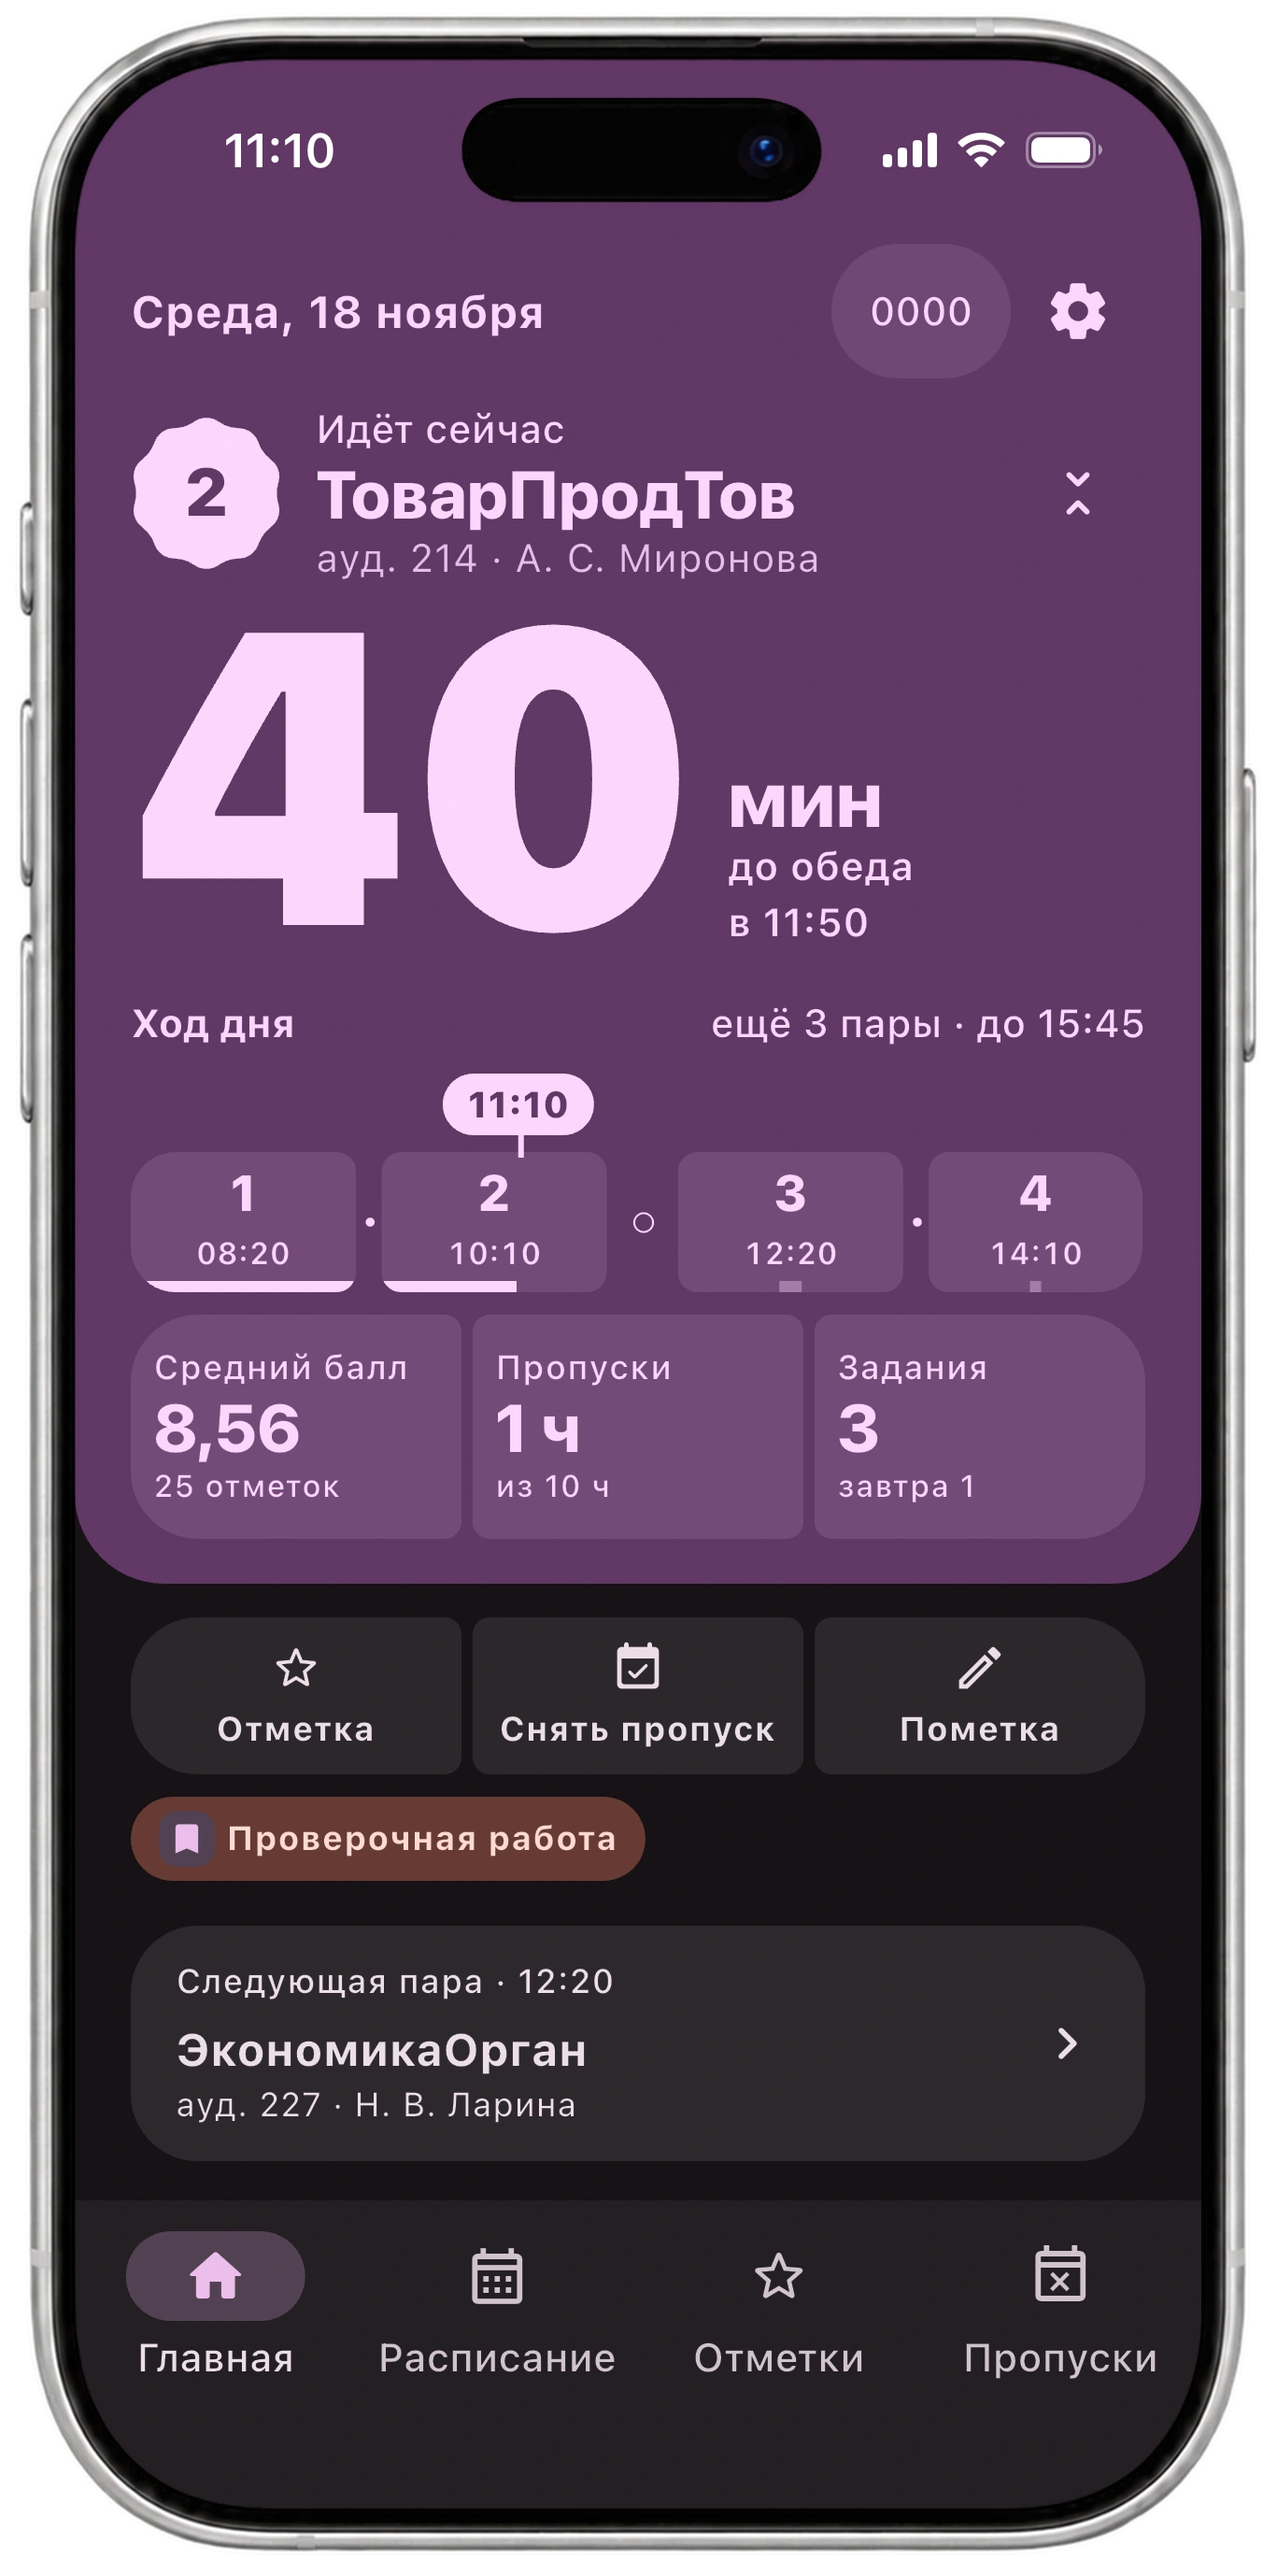 11:10
Среда, 18 ноября
0000
Идёт сейчас
2
ТоварПродТов
ауд. 214 · А. С. Миронова
40
мин
до обеда
в 11:50
Ход дня
ещё 3 пары · до 15:45
11:10
1
08:20
2
10:10
3
12:20
4
14:10
Средний балл
8,56
25 отметок
Пропуски
1 ч
из 10 ч
Задания
3
завтра 1
Отметка
Снять пропуск
Пометка
Проверочная работа
Следующая пара · 12:20
ЭкономикаОрган
ауд. 227 · Н. В. Ларина
Главная
Расписание
Отметки
Пропуски